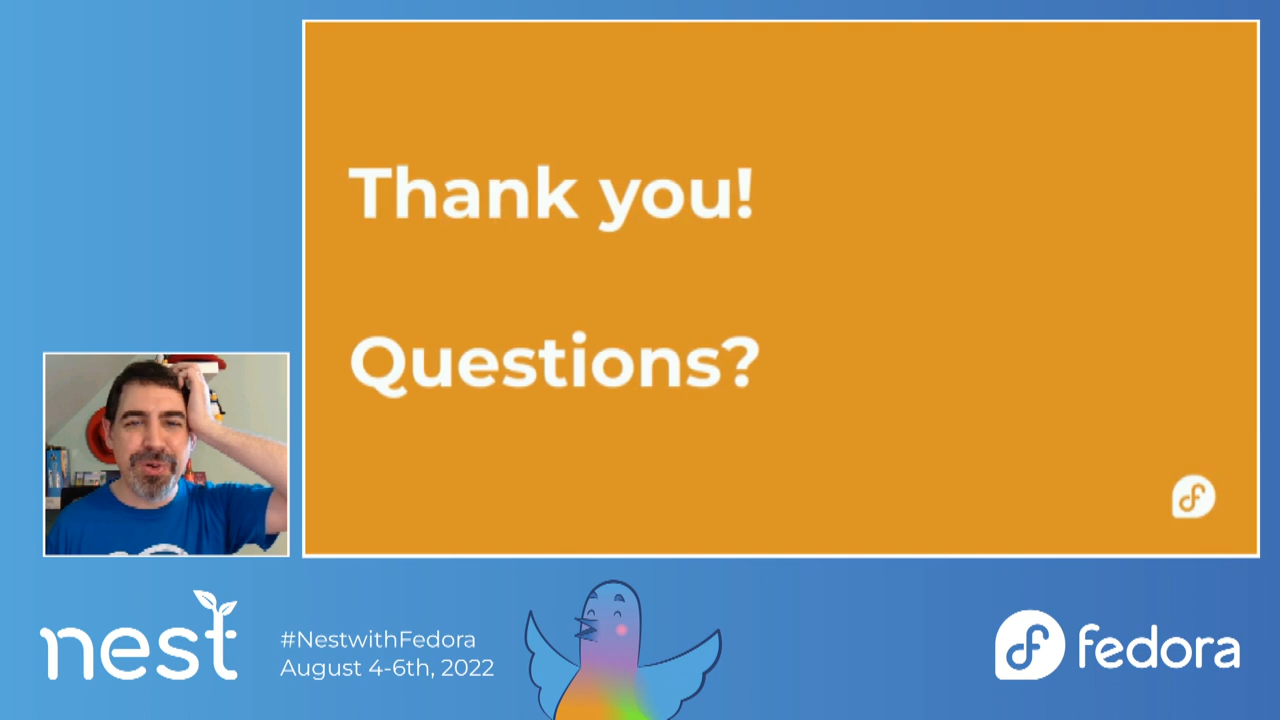 Thank you!
Questions?
nest
#NestwithFedora
August 4-6th, 2022
fedora